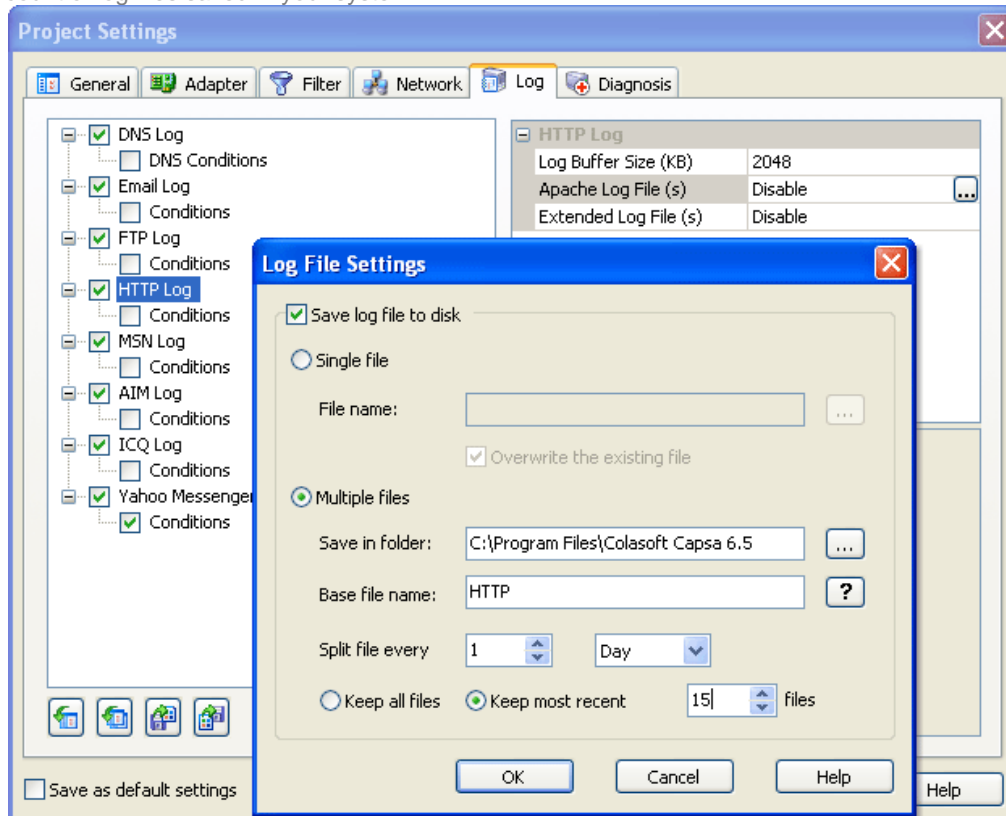 Project Settings
General Adapter Filter Network Log Diagnosis
DNS Log
DNS Conditions
Email Log
Conditions
FTP Log
Conditions
HTTP Log
Conditions
MSN Log
Conditions
AIM Log
Conditions
ICQ Log
Conditions
Yahoo Messenger
Conditions
HTTP Log
Log Buffer Size (KB) 2048
Apache Log File (s) Disable ...
Extended Log File (s) Disable
Log File Settings
Save log file to disk
Single file
File name: ...
Overwrite the existing file
Multiple files
Save in folder: C:\Program Files\Colasoft Capsa 6.5 ...
Base file name: HTTP ?
Split file every 1 Day
Keep all files Keep most recent 15 files
OK Cancel Help
Save as default settings Help